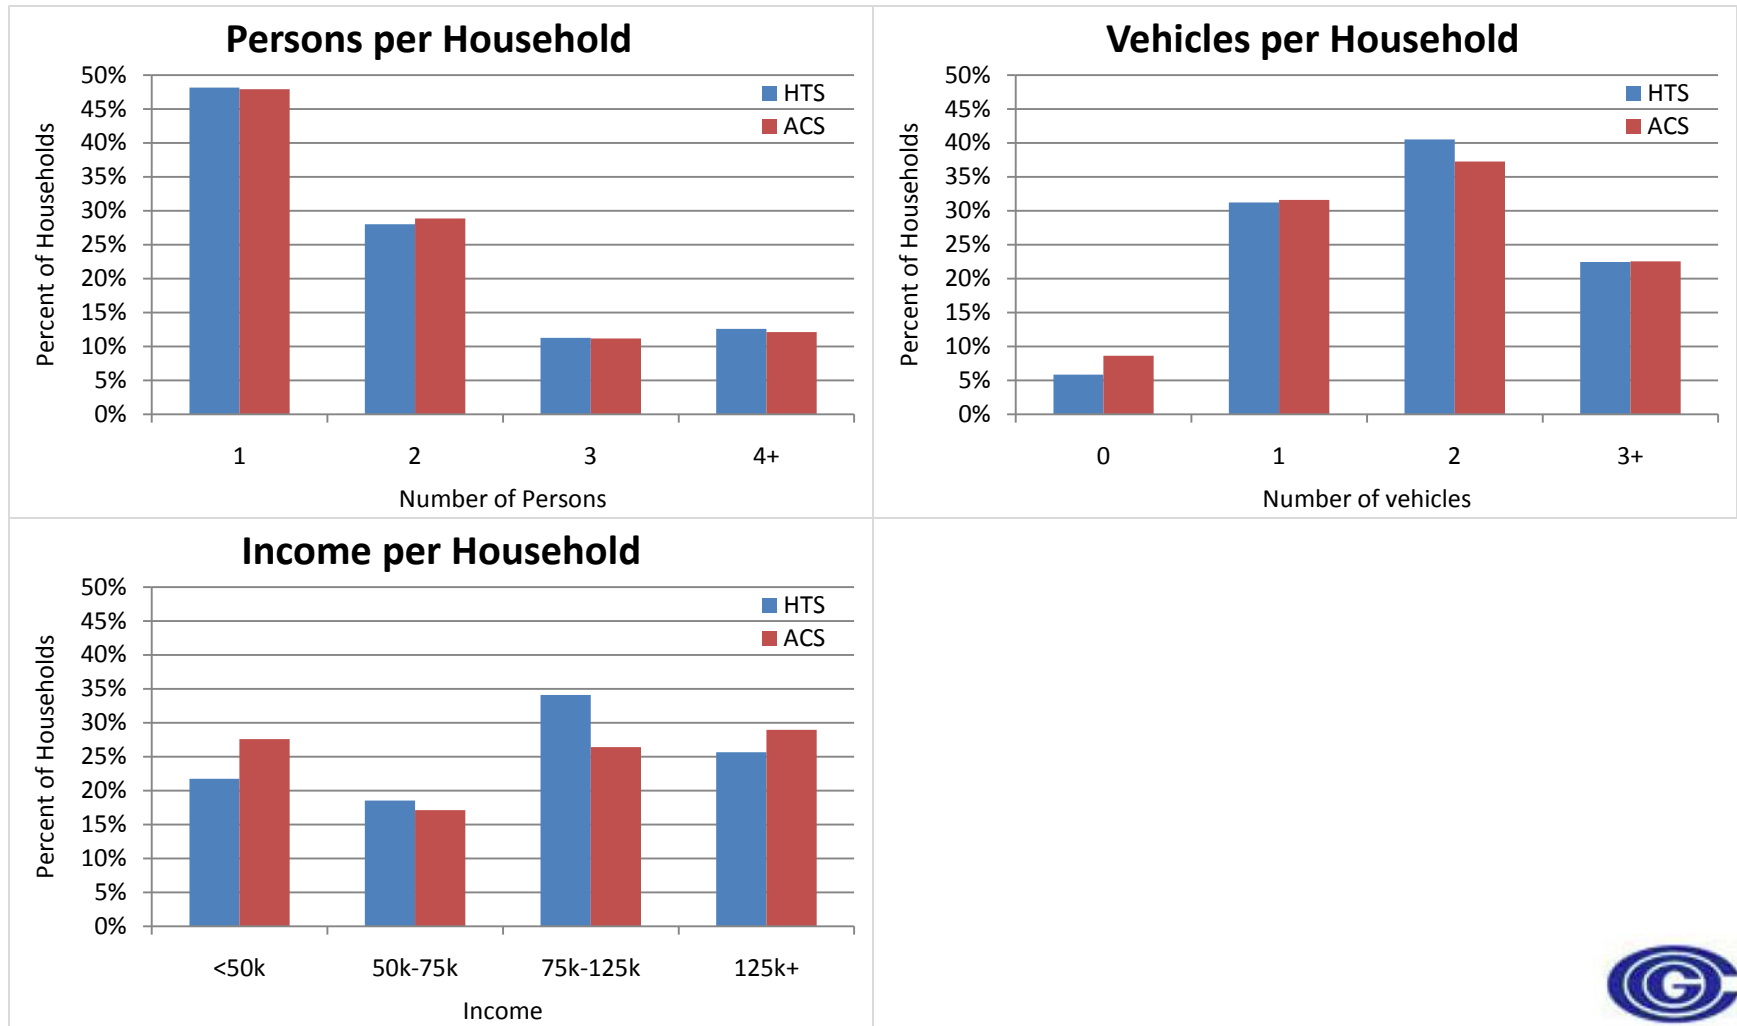 Persons per Household
50%
45%
40%
35%
30%
25%
20%
15%
10%
5%
0%
Percent of Households
HTS
ACS
1 2 3 4+
Number of Persons
Vehicles per Household
50%
45%
40%
35%
30%
25%
20%
15%
10%
5%
0%
Percent of Households
HTS
ACS
0 1 2 3+
Number of vehicles
Income per Household
50%
45%
40%
35%
30%
25%
20%
15%
10%
5%
0%
Percent of Households
HTS
ACS
<50k 50k-75k 75k-125k 125k+
Income
COG